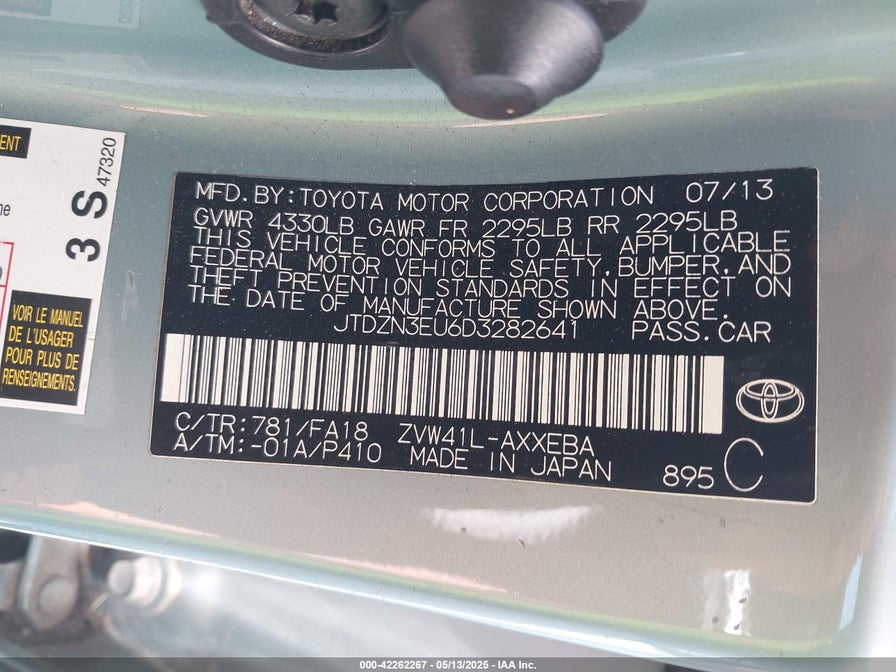 ENT
ne
3 S
47320
VOIR LE MANUEL
DE L'USAGER
POUR PLUS DE
RENSEIGNEMENTS.
MFD.BY:TOYOTA MOTOR CORPORATION 07/13
GVWR 4330LB GAWR FR 2295LB RR 2295LB
THIS VEHICLE CONFORMS TO ALL APPLICABLE
FEDERAL MOTOR VEHICLE SAFETY,BUMPER,AND
THEFT PREVENTION STANDARDS IN EFFECT ON
THE DATE OF MANUFACTURE SHOWN ABOVE.
JTDZN3EU6D3282641 PASS.CAR
C/TR:781/FA18 ZVW41L-AXXEBA
A/TM:-01A/P410 MADE IN JAPAN
895 C
000-42262267 - 05/13/2025 - IAA Inc.